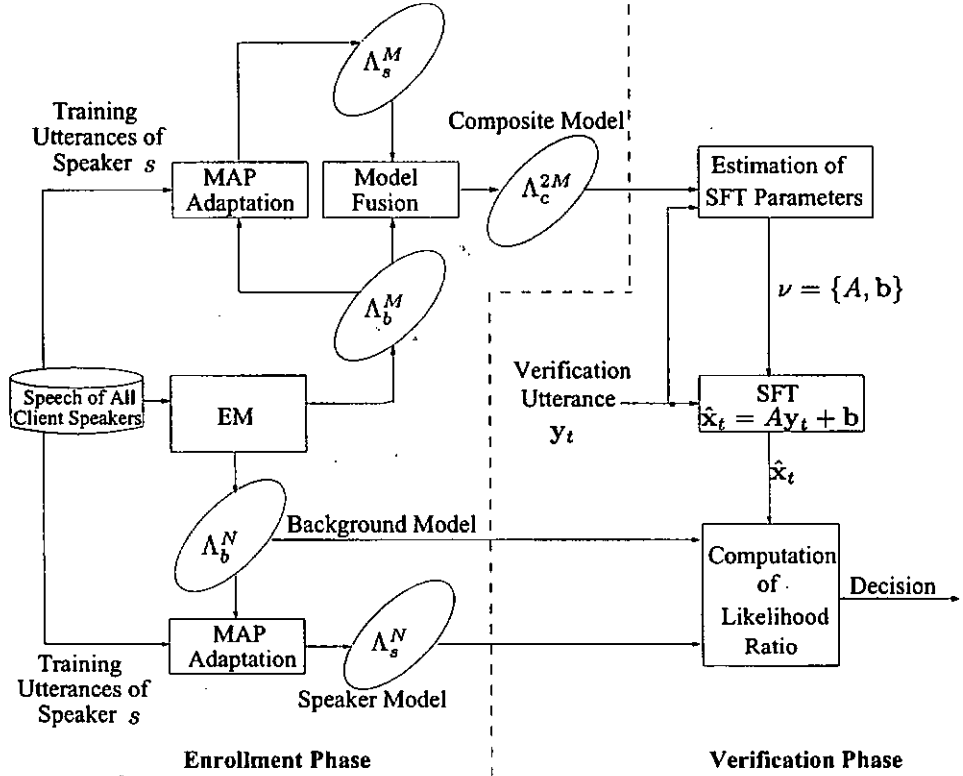 Λ_s^M
Training
Utterances of
Speaker s
Composite Model
MAP
Adaptation
Model
Fusion
Λ_c^{2M}
Estimation of
SFT Parameters
Λ_b^M
ν = {A, b}
Speech of All
Client Speakers
EM
Verification
Utterance
y_t
SFT
x̂_t = Ay_t + b
x̂_t
Λ_b^N
Background Model
Computation
of
Likelihood
Ratio
Decision
MAP
Adaptation
Λ_s^N
Training
Utterances of
Speaker s
Speaker Model
Enrollment Phase
Verification Phase